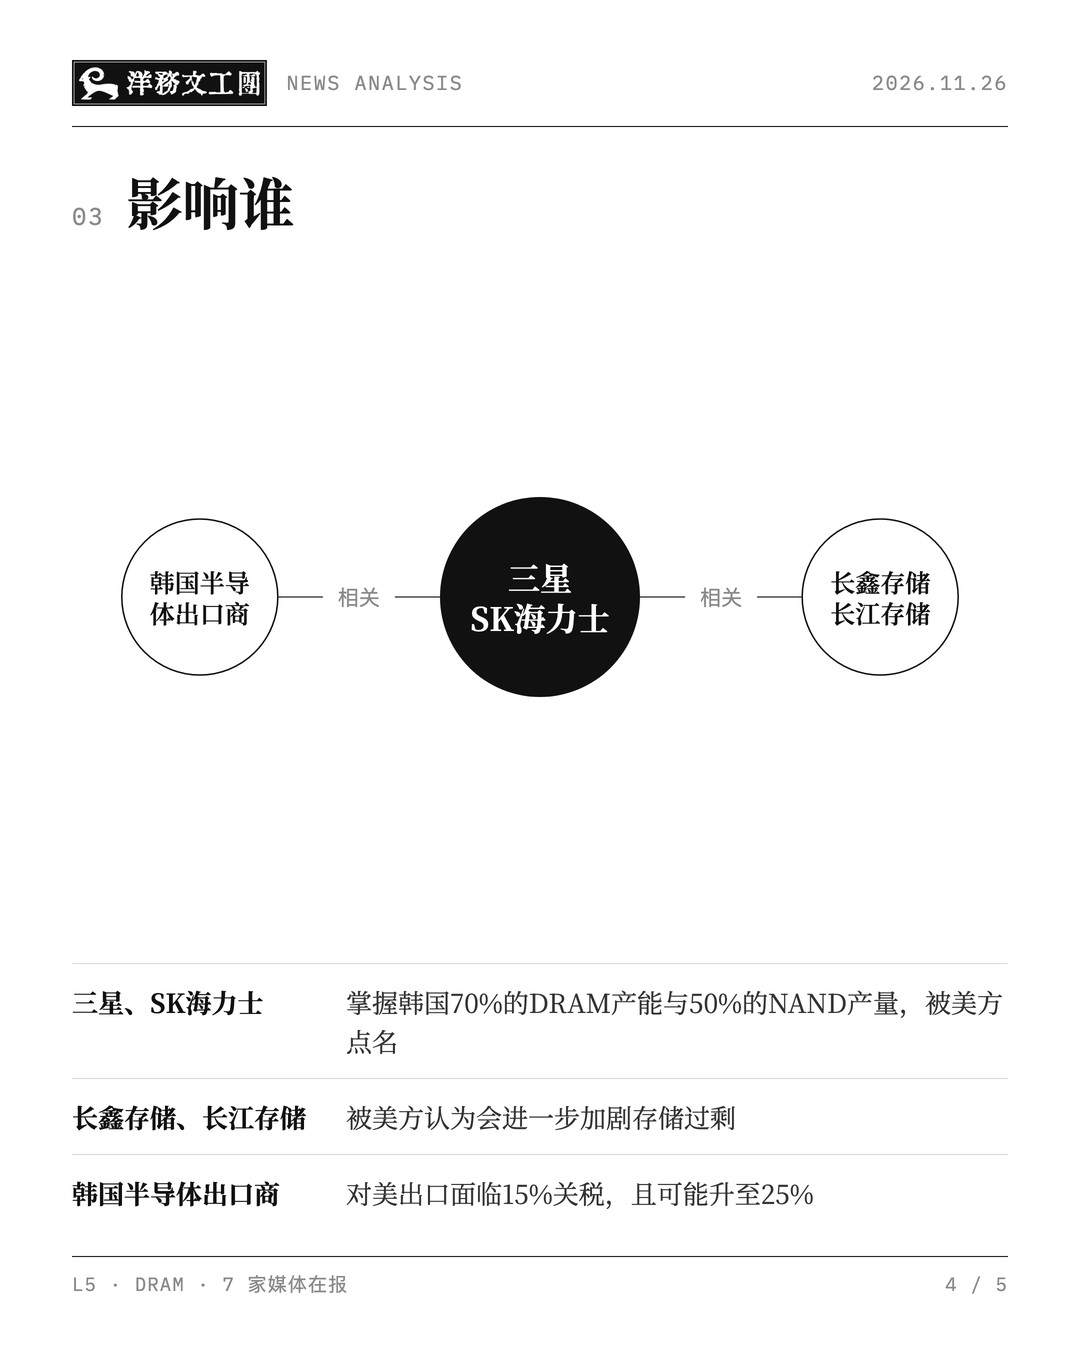 洋務文工團 NEWS ANALYSIS 2026.11.26
03 影响谁
韩国半导
体出口商
相关
三星
SK海力士
相关
长鑫存储
长江存储
三星、SK海力士 掌握韩国70%的DRAM产能与50%的NAND产量，被美方
点名
长鑫存储、长江存储 被美方认为会进一步加剧存储过剩
韩国半导体出口商 对美出口面临15%关税，且可能升至25%
L5 · DRAM · 7 家媒体在报 4 / 5